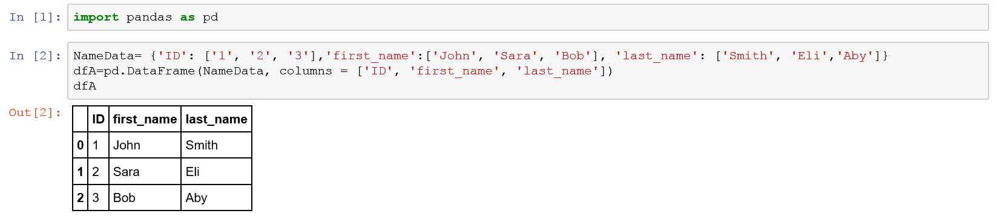 In [1]: import pandas as pd
In [2]: NameData= {'ID': ['1', '2', '3'],'first_name':['John', 'Sara', 'Bob'], 'last_name': ['Smith', 'Eli','Aby']}
dfA=pd.DataFrame(NameData, columns = ['ID', 'first_name', 'last_name'])
dfA
Out[2]:
ID first_name last_name
0 1 John Smith
1 2 Sara Eli
2 3 Bob Aby